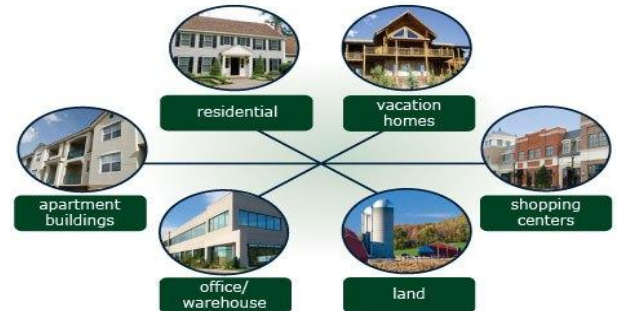 residential
vacation
homes
apartment
buildings
shopping
centers
office/
warehouse
land